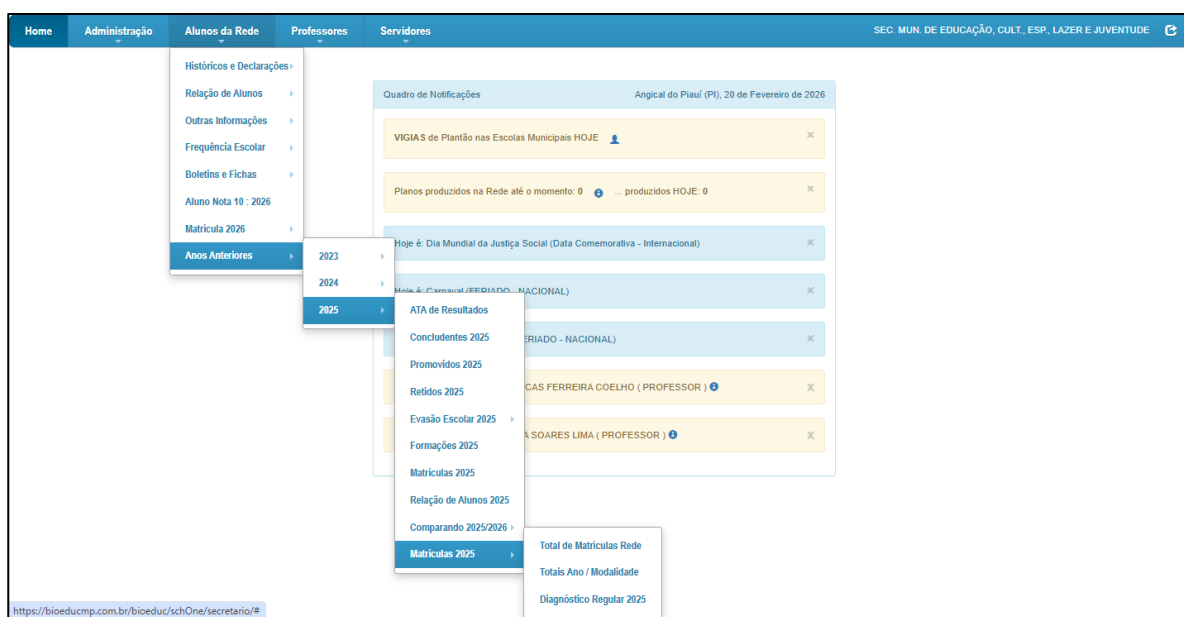 Home Administração Alunos da Rede Professores Servidores SEC. MUN. DE EDUCAÇÃO, CULT., ESP., LAZER E JUVENTUDE
Históricos e Declarações
Relação de Alunos
Outras Informações
Frequência Escolar
Boletins e Fichas
Aluno Nota 10 : 2026
Matrícula 2026
Anos Anteriores
2023
2024
2025
ATA de Resultados
Concludentes 2025
Promovidos 2025
Retidos 2025
Evasão Escolar 2025
Formações 2025
Matrículas 2025
Relação de Alunos 2025
Comparando 2025/2026
Matrículas 2025
Total de Matrículas Rede
Totais Ano / Modalidade
Diagnóstico Regular 2025
Quadro de Notificações Angical do Piauí (PI), 20 de Fevereiro de 2026
VIGIAS de Plantão nas Escolas Municipais HOJE
Planos produzidos na Rede até o momento: 0 ... produzidos HOJE: 0
Hoje é: Dia Mundial da Justiça Social (Data Comemorativa - Internacional)
Hoje é: Carnaval (FERIADO - NACIONAL)
ERIADO - NACIONAL)
CAS FERREIRA COELHO ( PROFESSOR )
A SOARES LIMA ( PROFESSOR )
https://bioeducmp.com.br/bioeduc/schOne/secretario/#